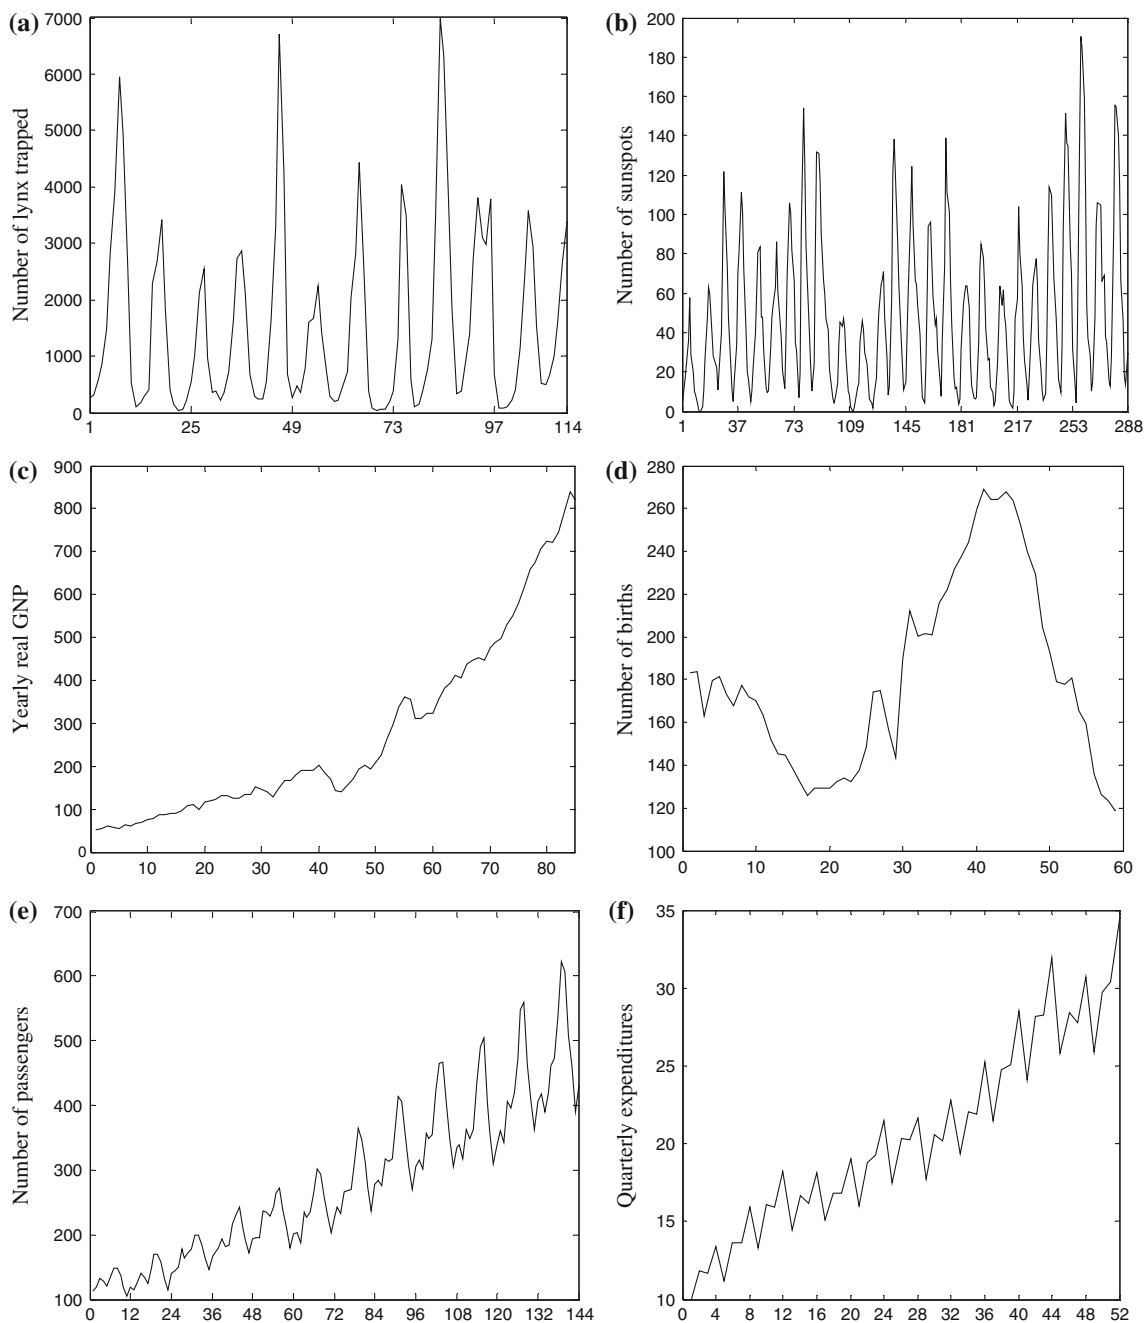 (a)
Number of lynx trapped
7000
6000
5000
4000
3000
2000
1000
0
1 25 49 73 97 114
(b)
Number of sunspots
200
180
160
140
120
100
80
60
40
20
0
1 37 73 109 145 181 217 253 288
(c)
Yearly real GNP
900
800
700
600
500
400
300
200
100
0
0 10 20 30 40 50 60 70 80
(d)
Number of births
280
260
240
220
200
180
160
140
120
100
0 10 20 30 40 50 60
(e)
Number of passengers
700
600
500
400
300
200
100
0 12 24 36 48 60 72 84 96 108 120 132 144
(f)
Quarterly expenditures
35
30
25
20
15
10
0 4 8 12 16 20 24 28 32 36 40 44 48 52